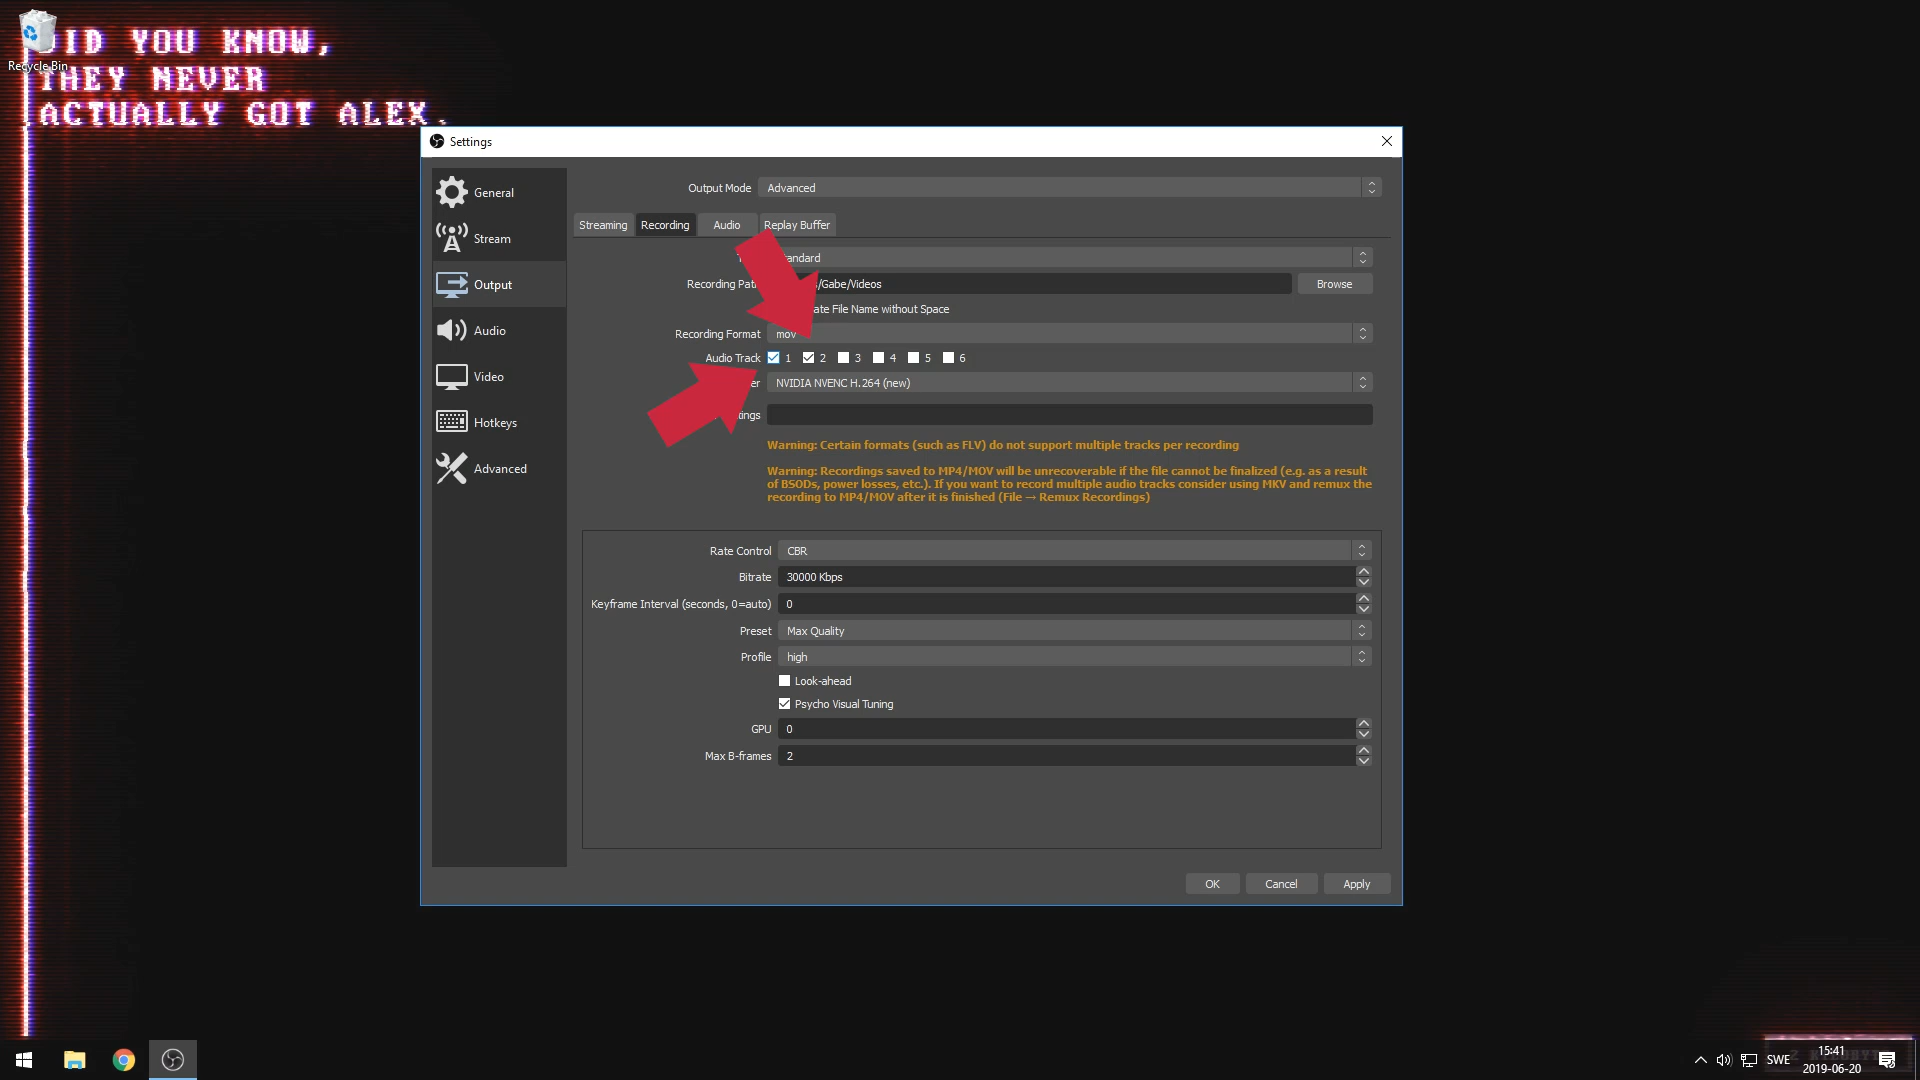 Recycle Bin
DID YOU KNOW,
THEY NEVER
ACTUALLY GOT ALEX.
Settings
General
Stream
Output
Audio
Video
Hotkeys
Advanced
Output Mode Advanced
Streaming Recording Audio Replay Buffer
/Gabe/Videos Browse
File Name without Space
Recording Format mov
Audio Track 1 2 3 4 5 6
NVIDIA NVENC H.264 (new)
Warning: Certain formats (such as FLV) do not support multiple tracks per recording
Warning: Recordings saved to MP4/MOV will be unrecoverable if the file cannot be finalized (e.g. as a result
of BSODs, power losses, etc.). If you want to record multiple audio tracks consider using MKV and remux the
recording to MP4/MOV after it is finished (File → Remux Recordings)
Rate Control CBR
Bitrate 30000 Kbps
Keyframe Interval (seconds, 0=auto) 0
Preset Max Quality
Profile high
Look-ahead
Psycho Visual Tuning
GPU 0
Max B-frames 2
OK Cancel Apply
SWE
15:41
2019-06-20